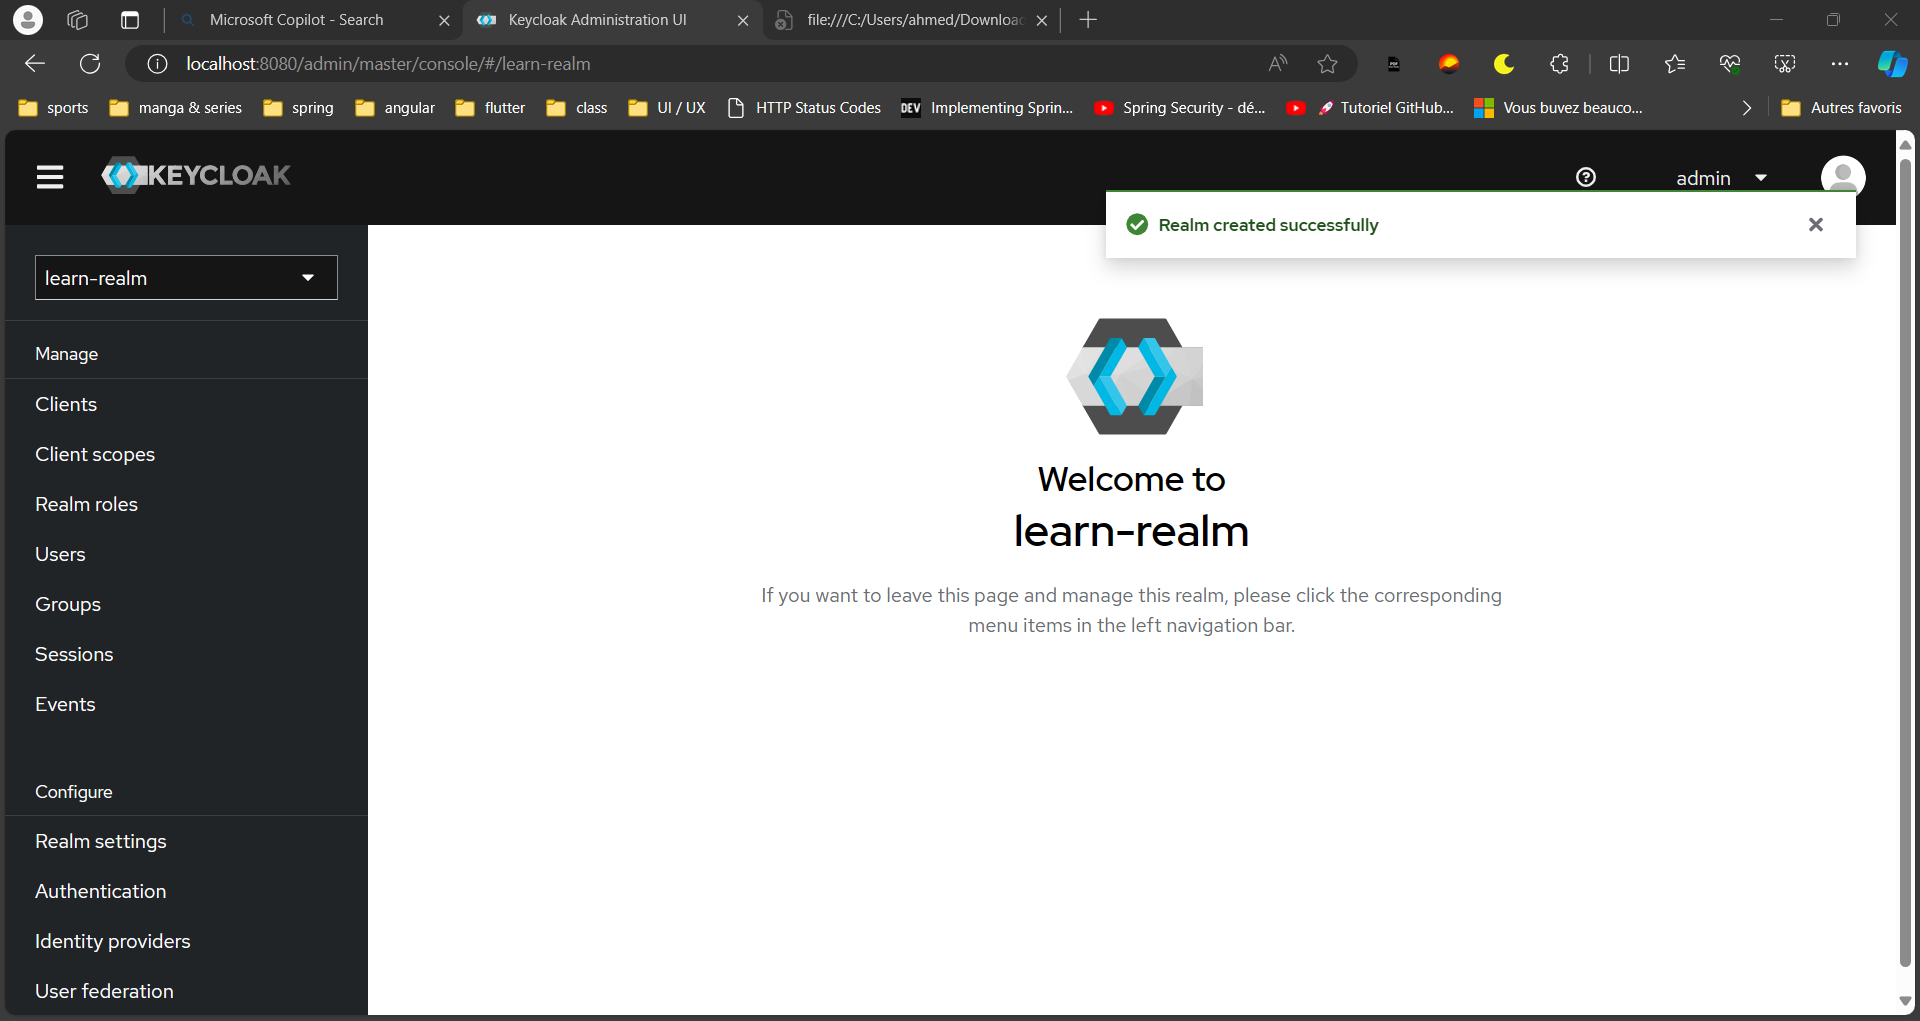 Microsoft Copilot - Search
Keycloak Administration UI
file:///C:/Users/ahmed/Downloa
localhost:8080/admin/master/console/#/learn-realm
sports
manga & series
spring
angular
flutter
class
UI / UX
HTTP Status Codes
DEV
Implementing Sprin...
Spring Security - dé...
🚀 Tutoriel GitHub...
Vous buvez beauco...
Autres favoris
KEYCLOAK
admin
Realm created successfully
learn-realm
Manage
Clients
Client scopes
Realm roles
Users
Groups
Sessions
Events
Configure
Realm settings
Authentication
Identity providers
User federation
Welcome to
learn-realm
If you want to leave this page and manage this realm, please click the corresponding
menu items in the left navigation bar.